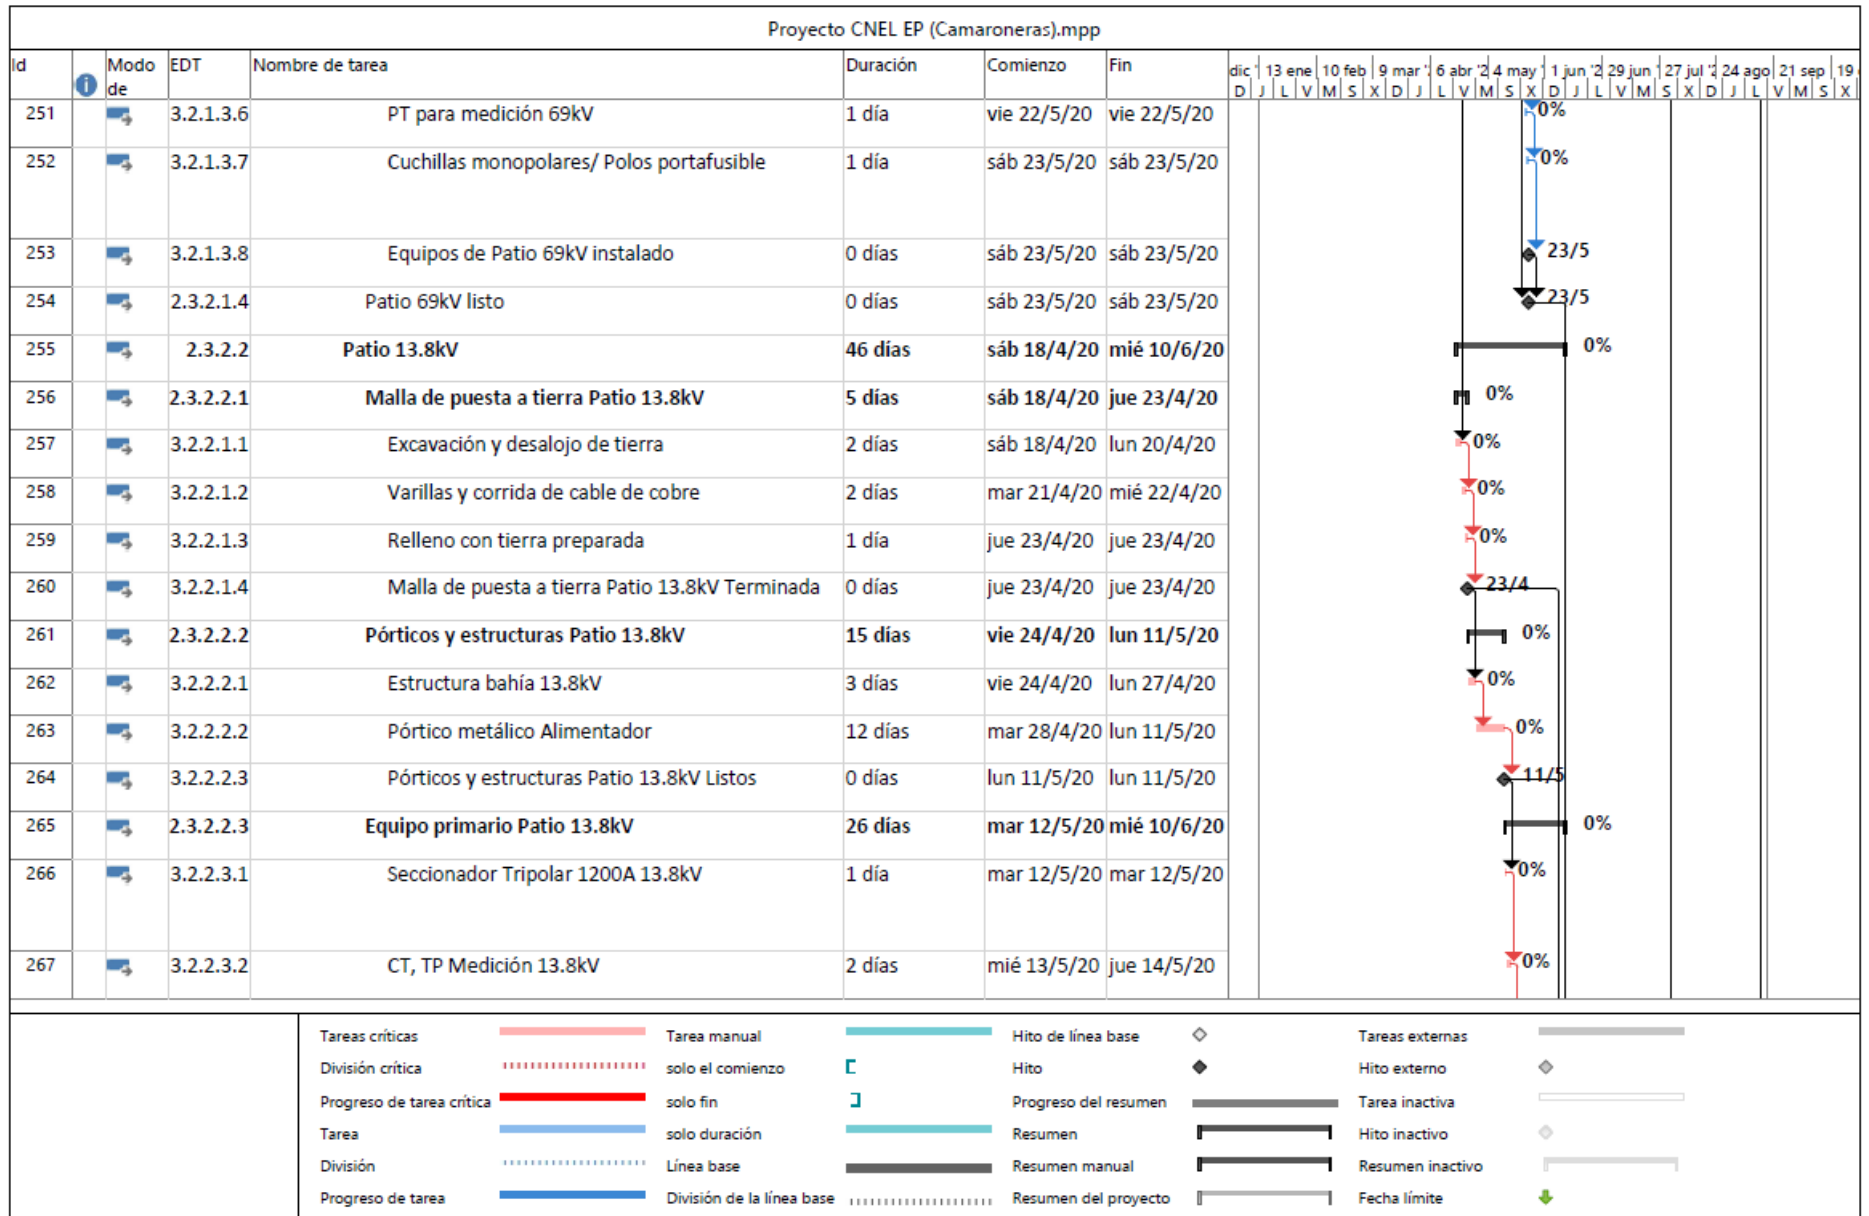 Proyecto CNEL EP (Camaroneras).mpp
Id Modo de EDT Nombre de tarea Duración Comienzo Fin
dic ' 13 ene 10 feb 9 mar '2 6 abr '2 4 may 1 jun '2 29 jun ' 27 jul '2 24 ago 21 sep 19
D J L V M S X D J L V M S X D J L V M S X D J L V M S X
251 3.2.1.3.6 PT para medición 69kV 1 día vie 22/5/20 vie 22/5/20 0%
252 3.2.1.3.7 Cuchillas monopolares/ Polos portafusible 1 día sáb 23/5/20 sáb 23/5/20 0%
253 3.2.1.3.8 Equipos de Patio 69kV instalado 0 días sáb 23/5/20 sáb 23/5/20 23/5
254 2.3.2.1.4 Patio 69kV listo 0 días sáb 23/5/20 sáb 23/5/20 23/5
255 2.3.2.2 Patio 13.8kV 46 días sáb 18/4/20 mié 10/6/20 0%
256 2.3.2.2.1 Malla de puesta a tierra Patio 13.8kV 5 días sáb 18/4/20 jue 23/4/20 0%
257 3.2.2.1.1 Excavación y desalojo de tierra 2 días sáb 18/4/20 lun 20/4/20 0%
258 3.2.2.1.2 Varillas y corrida de cable de cobre 2 días mar 21/4/20 mié 22/4/20 0%
259 3.2.2.1.3 Relleno con tierra preparada 1 día jue 23/4/20 jue 23/4/20 0%
260 3.2.2.1.4 Malla de puesta a tierra Patio 13.8kV Terminada 0 días jue 23/4/20 jue 23/4/20 23/4
261 2.3.2.2.2 Pórticos y estructuras Patio 13.8kV 15 días vie 24/4/20 lun 11/5/20 0%
262 3.2.2.2.1 Estructura bahía 13.8kV 3 días vie 24/4/20 lun 27/4/20 0%
263 3.2.2.2.2 Pórtico metálico Alimentador 12 días mar 28/4/20 lun 11/5/20 0%
264 3.2.2.2.3 Pórticos y estructuras Patio 13.8kV Listos 0 días lun 11/5/20 lun 11/5/20 11/5
265 2.3.2.2.3 Equipo primario Patio 13.8kV 26 días mar 12/5/20 mié 10/6/20 0%
266 3.2.2.3.1 Seccionador Tripolar 1200A 13.8kV 1 día mar 12/5/20 mar 12/5/20 0%
267 3.2.2.3.2 CT, TP Medición 13.8kV 2 días mié 13/5/20 jue 14/5/20 0%
Tareas críticas Tarea manual Hito de línea base Tareas externas
División crítica solo el comienzo Hito Hito externo
Progreso de tarea crítica solo fin Progreso del resumen Tarea inactiva
Tarea solo duración Resumen Hito inactivo
División Línea base Resumen manual Resumen inactivo
Progreso de tarea División de la línea base Resumen del proyecto Fecha límite